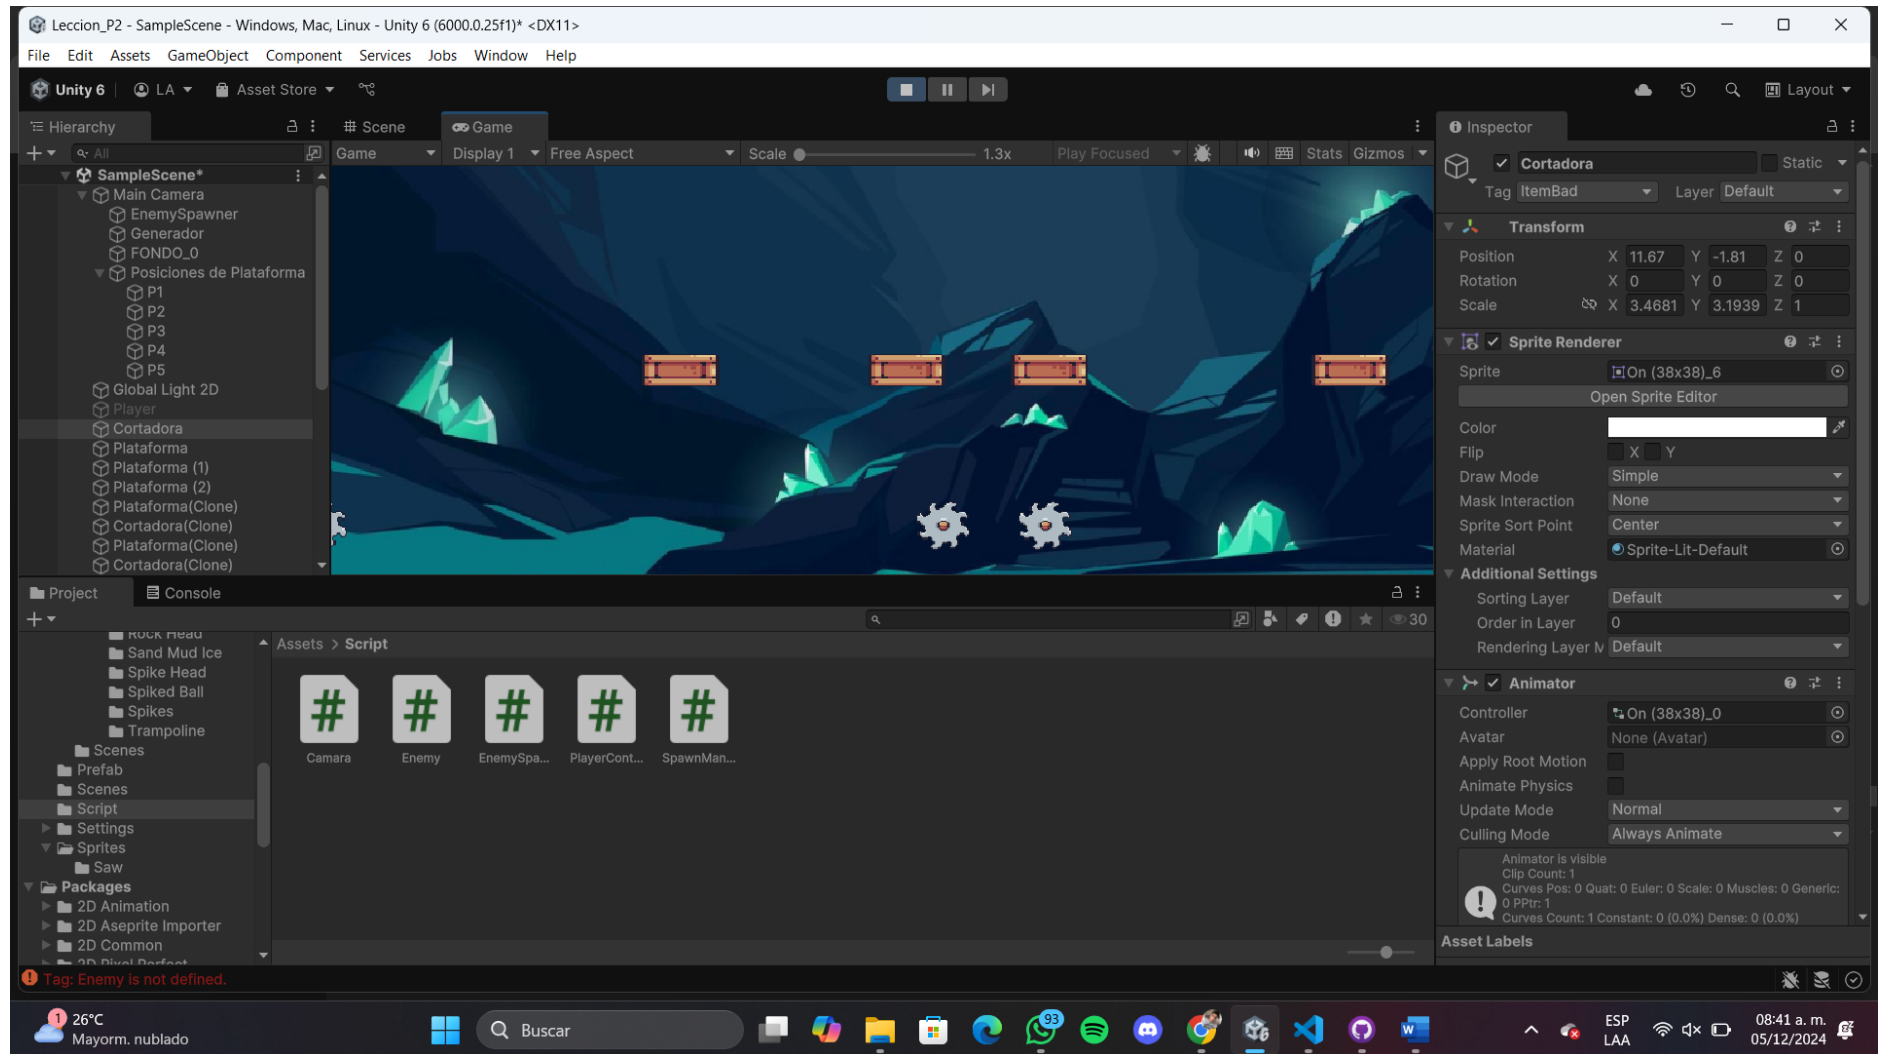 Leccion_P2 - SampleScene - Windows, Mac, Linux - Unity 6 (6000.0.25f1)* <DX11>
File Edit Assets GameObject Component Services Jobs Window Help
Unity 6 LA Asset Store Layout
Hierarchy
All
SampleScene*
Main Camera
EnemySpawner
Generador
FONDO_0
Posiciones de Plataforma
P1
P2
P3
P4
P5
Global Light 2D
Player
Cortadora
Plataforma
Plataforma (1)
Plataforma (2)
Plataforma(Clone)
Cortadora(Clone)
Plataforma(Clone)
Cortadora(Clone)
Scene Game
Game Display 1 Free Aspect Scale 1.3x Play Focused Stats Gizmos
Inspector
Cortadora Static
Tag ItemBad Layer Default
Transform
Position X 11.67 Y -1.81 Z 0
Rotation X 0 Y 0 Z 0
Scale X 3.4681 Y 3.1939 Z 1
Sprite Renderer
Sprite On (38x38)_6
Open Sprite Editor
Color
Flip X Y
Draw Mode Simple
Mask Interaction None
Sprite Sort Point Center
Material Sprite-Lit-Default
Additional Settings
Sorting Layer Default
Order in Layer 0
Rendering Layer M Default
Animator
Controller On (38x38)_0
Avatar None (Avatar)
Apply Root Motion
Animate Physics
Update Mode Normal
Culling Mode Always Animate
Animator is visible
Clip Count: 1
Curves Pos: 0 Quat: 0 Euler: 0 Scale: 0 Muscles: 0 Generic:
0 PPtr: 1
Curves Count: 1 Constant: 0 (0.0%) Dense: 0 (0.0%)
Asset Labels
Project Console
30
Rock Head
Sand Mud Ice
Spike Head
Spiked Ball
Spikes
Trampoline
Scenes
Prefab
Scenes
Script
Settings
Sprites
Saw
Packages
2D Animation
2D Aseprite Importer
2D Common
2D Pixel Perfect
Assets > Script
Camara Enemy EnemySpa... PlayerCont... SpawnMan...
Tag: Enemy is not defined.
1
26°C
Mayorm. nublado
Buscar
93
ESP
LAA
08:41 a. m.
05/12/2024